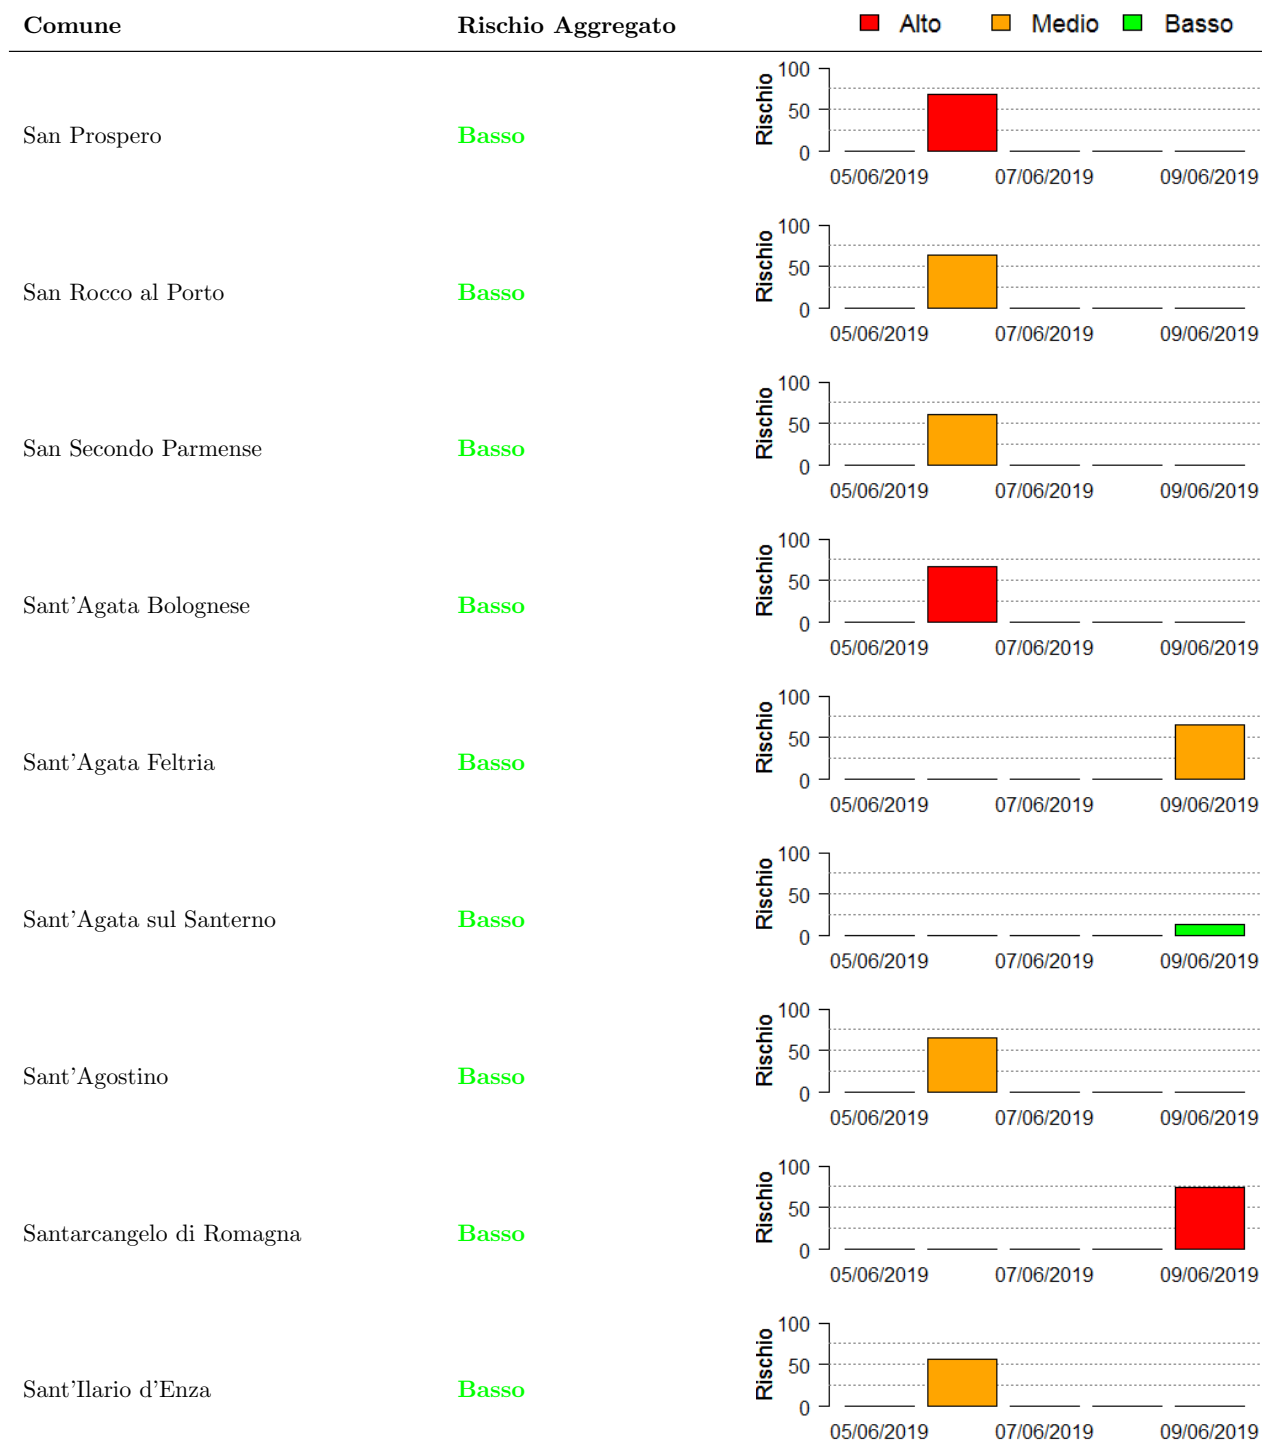 Comune Rischio Aggregato Alto Medio Basso
100
50
0
Rischio
San Prospero Basso
05/06/2019 07/06/2019 09/06/2019
100
50
0
Rischio
San Rocco al Porto Basso
05/06/2019 07/06/2019 09/06/2019
100
50
0
Rischio
San Secondo Parmense Basso
05/06/2019 07/06/2019 09/06/2019
100
50
0
Rischio
Sant'Agata Bolognese Basso
05/06/2019 07/06/2019 09/06/2019
100
50
0
Rischio
Sant'Agata Feltria Basso
05/06/2019 07/06/2019 09/06/2019
100
50
0
Rischio
Sant'Agata sul Santerno Basso
05/06/2019 07/06/2019 09/06/2019
100
50
0
Rischio
Sant'Agostino Basso
05/06/2019 07/06/2019 09/06/2019
100
50
0
Rischio
Santarcangelo di Romagna Basso
05/06/2019 07/06/2019 09/06/2019
100
50
0
Rischio
Sant'Ilario d'Enza Basso
05/06/2019 07/06/2019 09/06/2019